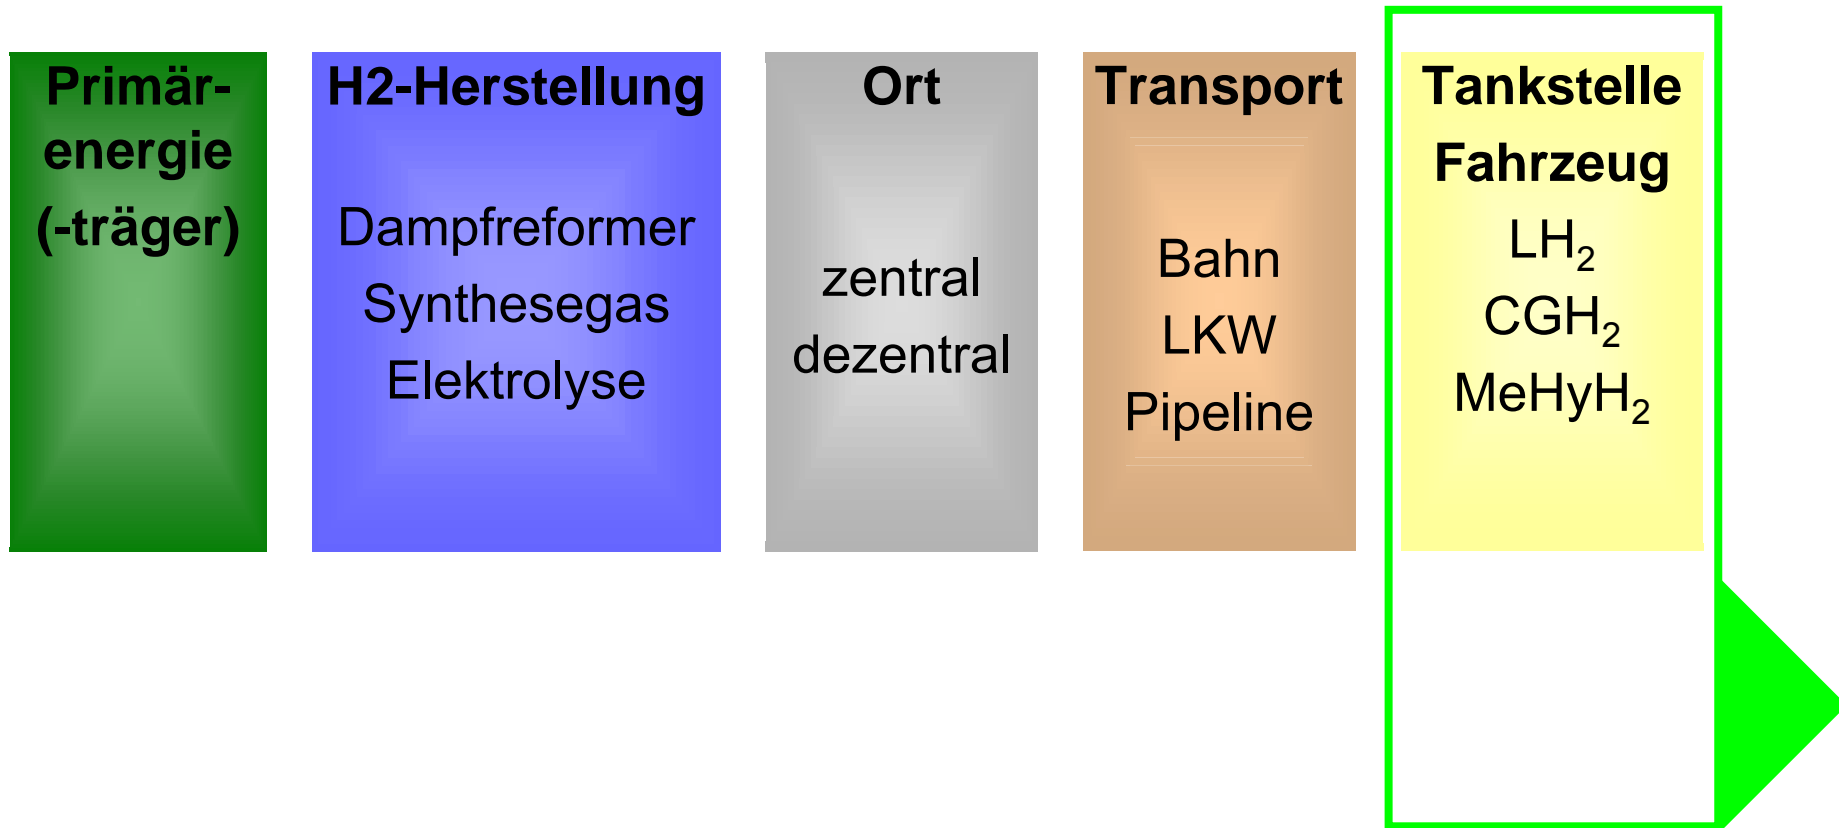 Primär-
energie
(-träger)
H2-Herstellung
Dampfreformer
Synthesegas
Elektrolyse
Ort
zentral
dezentral
Transport
Bahn
LKW
Pipeline
Tankstelle
Fahrzeug
LH₂
CGH₂
MeHyH₂